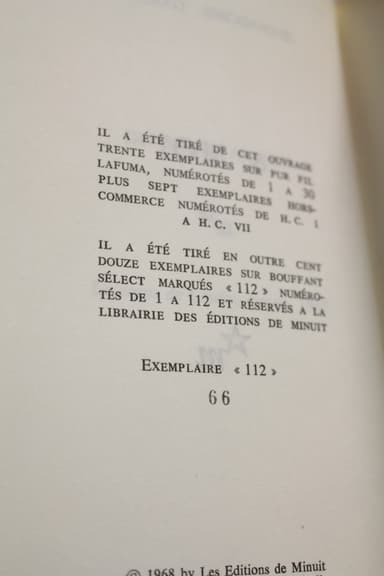 IL A ÉTÉ TIRÉ DE CET OUVRAGE
TRENTE EXEMPLAIRES SUR PUR FIL
LAFUMA, NUMÉROTÉS DE 1 A 30
PLUS SEPT EXEMPLAIRES HORS-
COMMERCE NUMÉROTÉS DE H.C. I
A H.C. VII
IL A ÉTÉ TIRÉ EN OUTRE CENT
DOUZE EXEMPLAIRES SUR BOUFFANT
SÉLECT MARQUÉS « 112 » NUMÉRO-
TÉS DE 1 A 112 ET RÉSERVÉS A LA
LIBRAIRIE DES ÉDITIONS DE MINUIT
EXEMPLAIRE « 112 »
66
© 1968 by Les Editions de Minuit